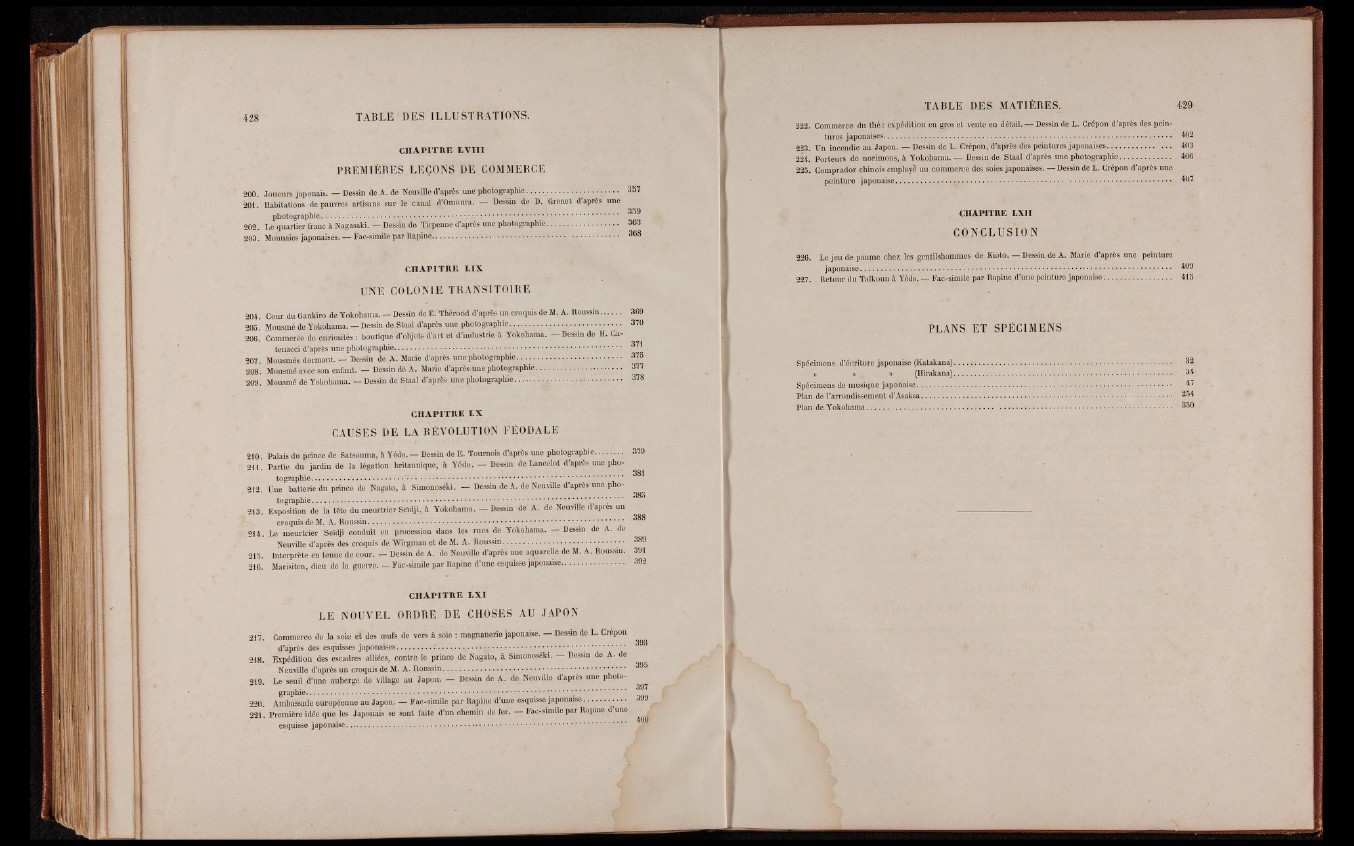 428 TABLE DES ILLUSTRATIONS.
CHAPITRE LVIII
PREMIÈRES LEÇONS DE COMMERCE
200. Joueurs japonais. — Dessin de A. de Neuville d'après une photographie. 357
201. Habitations de pauvres artisans sur le canal d'Omoura. — Dessin de D. Grenet d'après une
photographie. 359
202. Le quartier franc à Nagasaki. — Dessin de Tirpenne d'après une photographie. 363
203. Monnaies japonaises. — Fac-simile par Rapine. 368
CHAPITRE LIX
UNE COLONIE TRANSITOIRE
204. Cour du Gankiro de Yokohama. — Dessin de E. Thérond d'après un croquis de M. A. Roussin. 369
205. Mousmé de Yokohama. — Dessin de Staal d'après une photographie. 370
206. Commerce de curiosités : boutique d'objets d'art et d'industrie à Yokohama. — Dessin de H. Ca-
tenacci d'après une photographie. 371
207. Mousmés dormant. — Dessin de A. Marie d'après une photographie. 375
208. Mousmé avec son enfant. — Dessin de A. Marie d'après une photographie. 377
209. Mousmé de Yokohama. — Dessin de Staal d'après une photographie. 378
CHAPITRE LX
CAUSES DE LA RÉVOLUTION FÉODALE
210. Palais du prince de Satsouma, à Yédo. — Dessin de E. Tournois d'après une photographie. 379
211. Partie du jardin de la légation britannique, à Yédo. — Dessin de Lancelot d'après une pho-
tographie. 381
212. Une batterie du prince de Nagato, à Simonoséki. — Dessin de A. de Neuville d'après une pho-
tographie. 385
213. Exposition de la tête du meurtrier Seïdji, à Yokohama. — Dessin de A. de Neuville d'après un
croquis de M. A. Roussin. 388
214. Le meurtrier Seïdji conduit en procession dans les rues de Yokohama. — Dessin de A. de
Neuville d'après des croquis de Wirgman et de M. A. Roussin. 389
215. Interprète en tenue de cour. — Dessin de A. de Neuville d'après une aquarelle de M. A. Roussin. 391
216. Marisiten, dieu de la guerre. — Fac-simile par Rapine d'une esquisse japonaise. 392
CHAPITRE LXI
LE NOUVEL ORDRE DE CHOSES AU JAPON
217. Commerce de la soie et des œufs de vers à soie : magnanerie japonaise. — Dessin de L. Crépon
d'après des esquisses japonaises. 393
218. Expédition des escadres alliées, contre le prince de Nagato, à Simonoséki. — Dessin de A. de
Neuville d'après un croquis de M. A. Roussin. 395
219. Le seuil d'une auberge de village au Japon. — Dessin de A. de Neuville d'après une photo-
graphie. 397
220. Ambassade européenne au Japon. — Fac-simile par Rapine d'une esquisse japonaise. 399
221. Première idée que les Japonais se sont faite d'un chemin de fer. — Fac-simile par Rapine d'une
esquisse japonaise. 400
TABLE DES MATIÈRES. 429
222. Commerce du thé : expédition en gros et vente en détail. — Dessin de L. Crépon d'après des pein-
tures japonaises. 402
223. Un incendie au Japon. — Dessin de L. Crépon, d'après des peintures japonaises. 403
224. Porteurs de norimons, à Yokohama. — Dessin de Staal d'après une photographie. 406
225. Comprador chinois employé au commerce des soies japonaises. — Dessin de L. Crépon d'après une
peinture japonaise. 407
CHAPITRE LXII
CONCLUSION
226. Le jeu de paume chez les gentilshommes de Kioto. — Dessin de A. Marie d'après une peinture
japonaise. 409
227. Retour du Taïkoun à Yédo. — Fac-simile par Rapine d'une peinture japonaise. 415
PLANS ET SPÉCIMENS
Spécimens d'écriture japonaise (Katakana). 32
» » » (Hirakana). 34
Spécimens de musique japonaise. 47
Plan de l'arrondissement d'Asaksa. 254
Plan de Yokohama. 350